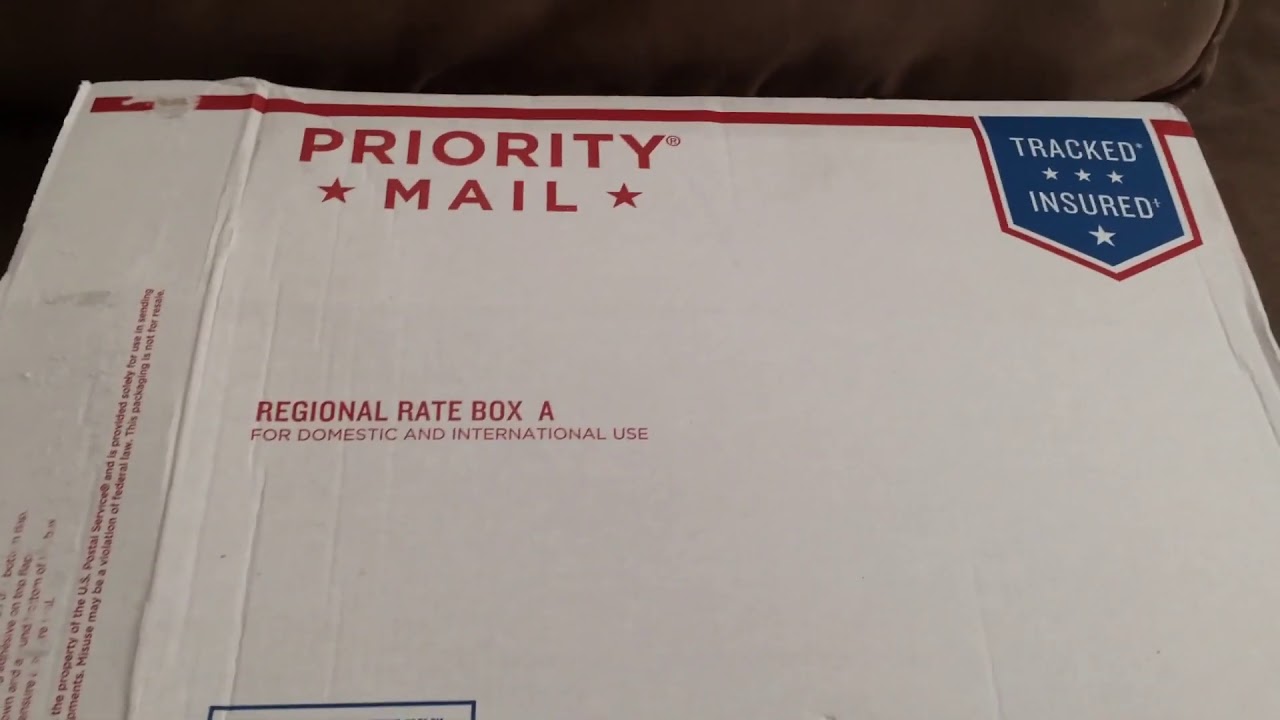 PRIORITY®
★ MAIL ★
TRACKED*
★ ★ ★
INSURED†
★
REGIONAL RATE BOX A
FOR DOMESTIC AND INTERNATIONAL USE
the property of the U.S. Postal Service® and is provided solely for use in sending
pments. Misuse may be a violation of federal law. This packaging is not for resale.